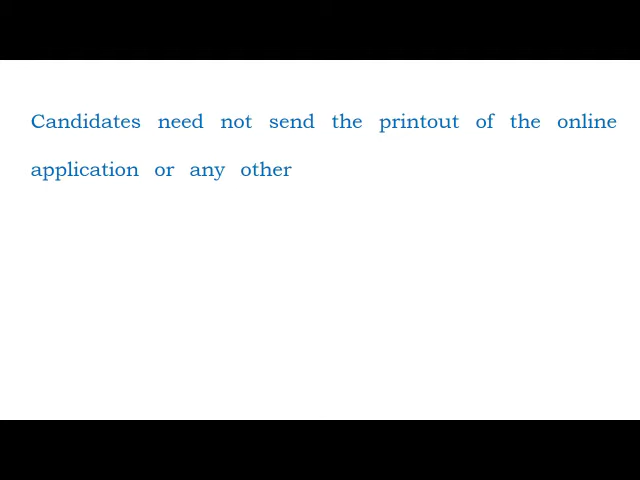 Candidates need not send the printout of the online
application or any other